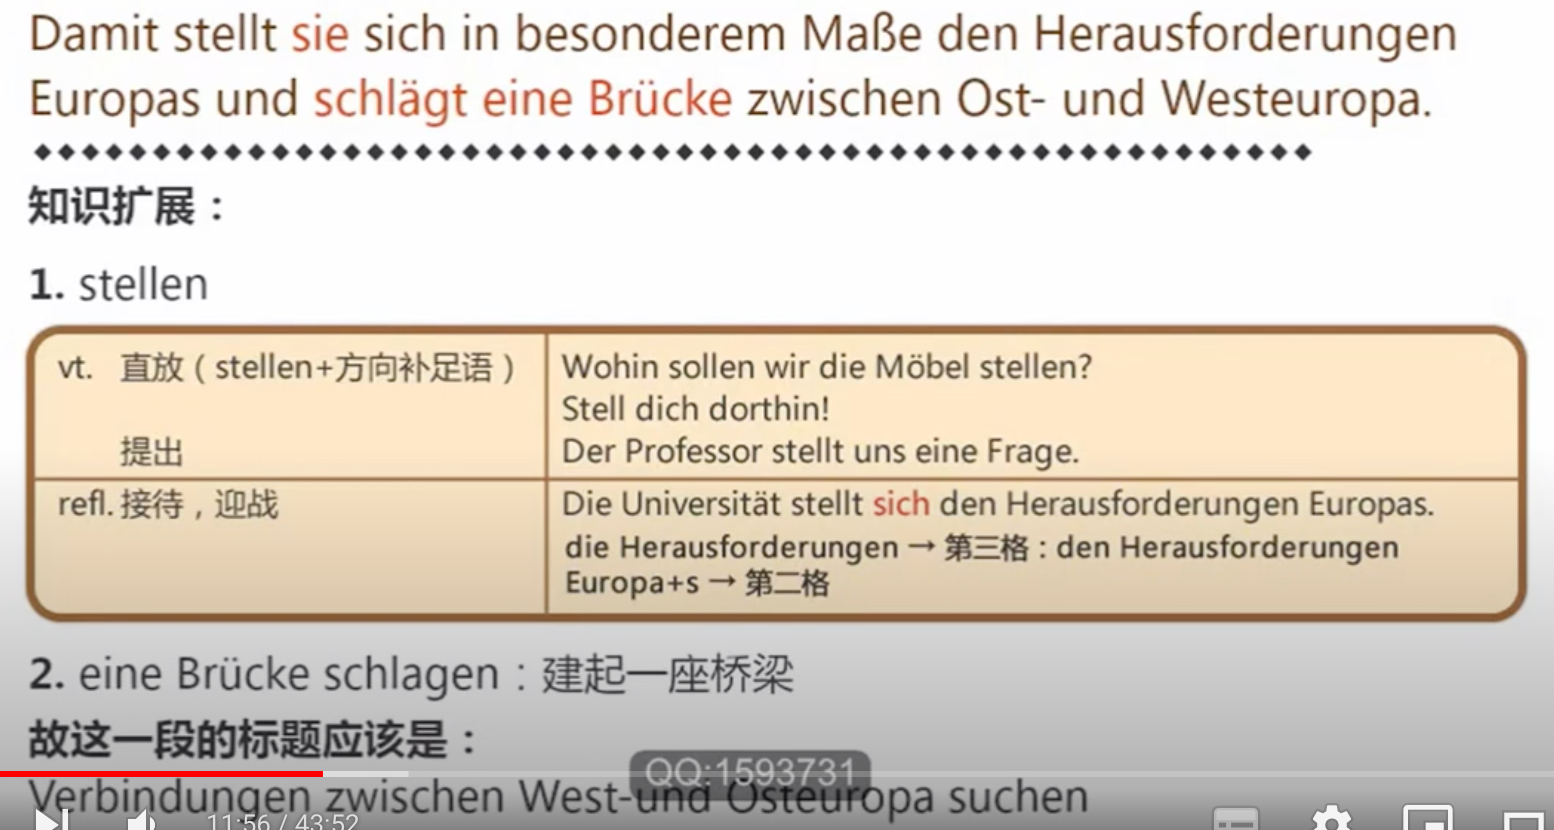 Damit stellt sie sich in besonderem Maße den Herausforderungen
Europas und schlägt eine Brücke zwischen Ost- und Westeuropa.
知识扩展：
1. stellen
vt. 直放（stellen+方向补足语） Wohin sollen wir die Möbel stellen?
Stell dich dorthin!
提出 Der Professor stellt uns eine Frage.
refl. 接待，迎战 Die Universität stellt sich den Herausforderungen Europas.
die Herausforderungen → 第三格：den Herausforderungen
Europa+s → 第二格
2. eine Brücke schlagen：建起一座桥梁
故这一段的标题应该是：
QQ:1593731
Verbindungen zwischen West-und Osteuropa suchen
11:56 / 43:52